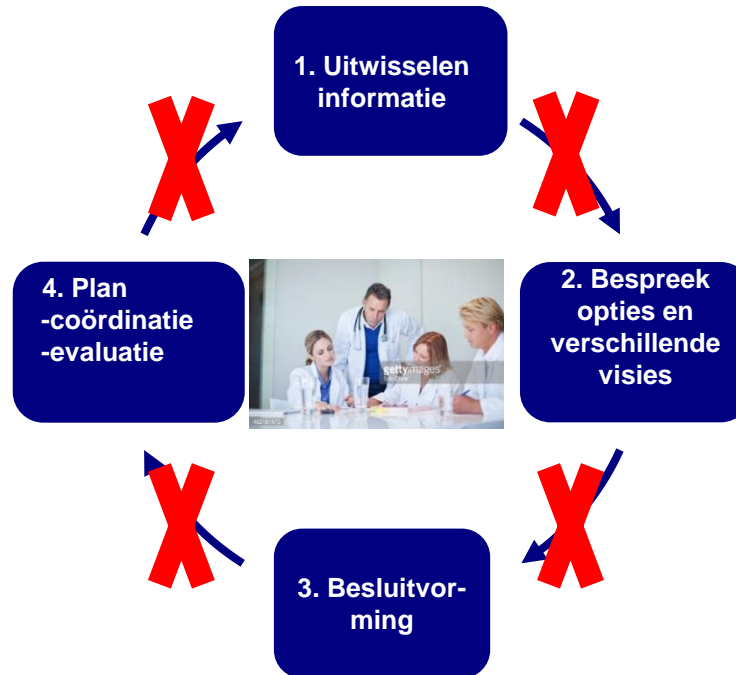 1. Uitwisselen
informatie
2. Bespreek
opties en
verschillende
visies
3. Besluitvor-
ming
4. Plan
-coördinatie
-evaluatie
gettyimages